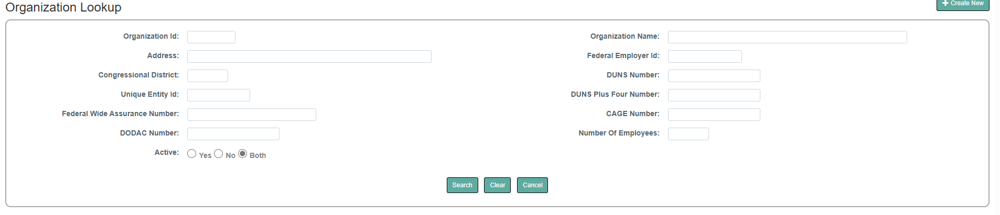 Organization Lookup
Create New
Organization Id:
Organization Name:
Address:
Federal Employer Id:
Congressional District:
DUNS Number:
Unique Entity Id:
DUNS Plus Four Number:
Federal Wide Assurance Number:
CAGE Number:
DODAC Number:
Number Of Employees:
Active: Yes No Both
Search Clear Cancel